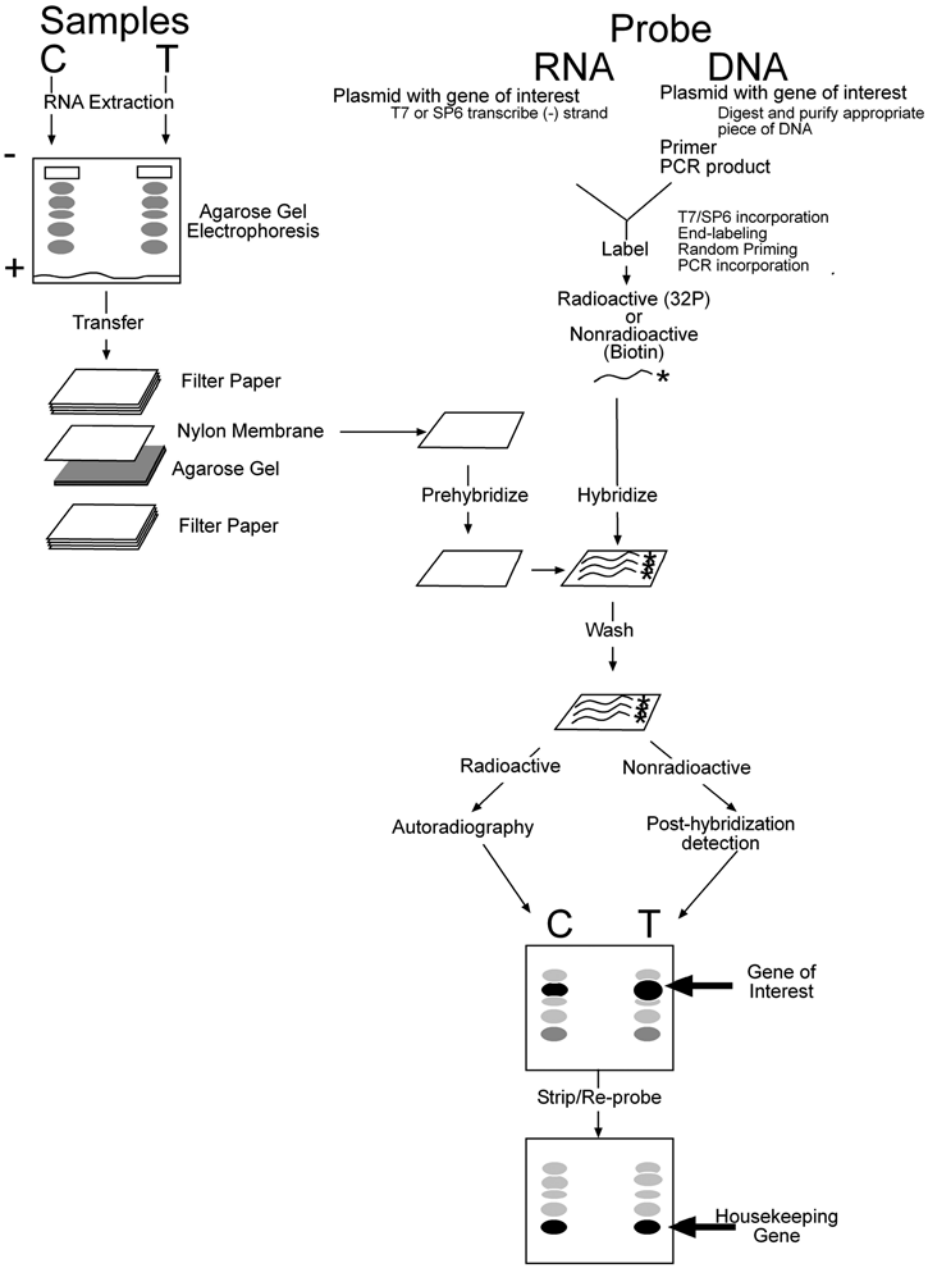 Samples
C T
RNA Extraction
-
+
Agarose Gel
Electrophoresis
Transfer
Filter Paper
Nylon Membrane
Agarose Gel
Filter Paper
Probe
RNA DNA
Plasmid with gene of interest
T7 or SP6 transcribe (-) strand
Plasmid with gene of interest
Digest and purify appropriate
piece of DNA
Primer
PCR product
Label
T7/SP6 incorporation
End-labeling
Random Priming
PCR incorporation
Radioactive (32P)
or
Nonradioactive
(Biotin)
*
Prehybridize
Hybridize
Wash
Radioactive
Nonradioactive
Autoradiography
Post-hybridization
detection
C T
Gene of
Interest
Strip/Re-probe
Housekeeping
Gene